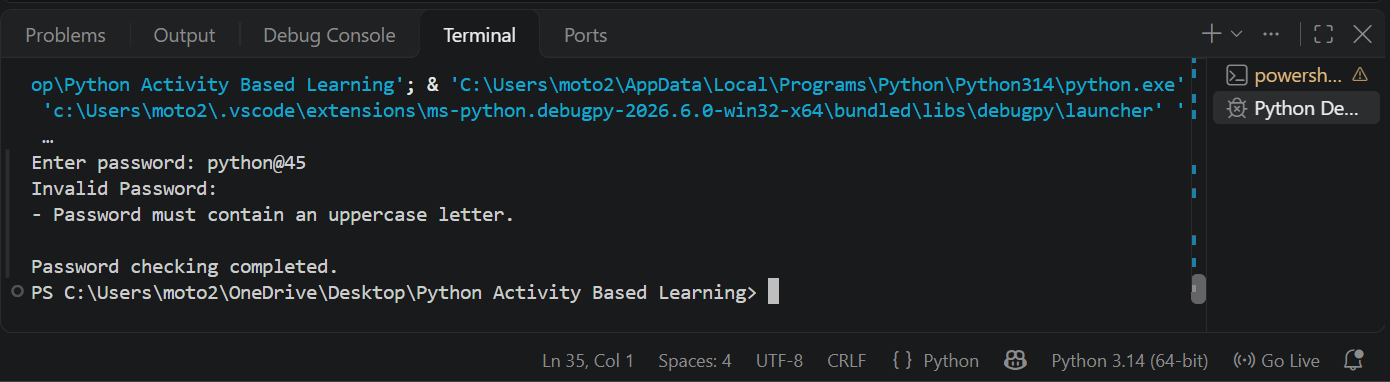 Problems Output Debug Console Terminal Ports
op\Python Activity Based Learning'; & 'C:\Users\moto2\AppData\Local\Programs\Python\Python314\python.exe'
'c:\Users\moto2\.vscode\extensions\ms-python.debugpy-2026.6.0-win32-x64\bundled\libs\debugpy\launcher' '
…
Enter password: python@45
Invalid Password:
- Password must contain an uppercase letter.
Password checking completed.
PS C:\Users\moto2\OneDrive\Desktop\Python Activity Based Learning>
powersh...
Python De...
Ln 35, Col 1 Spaces: 4 UTF-8 CRLF {} Python Python 3.14 (64-bit) Go Live